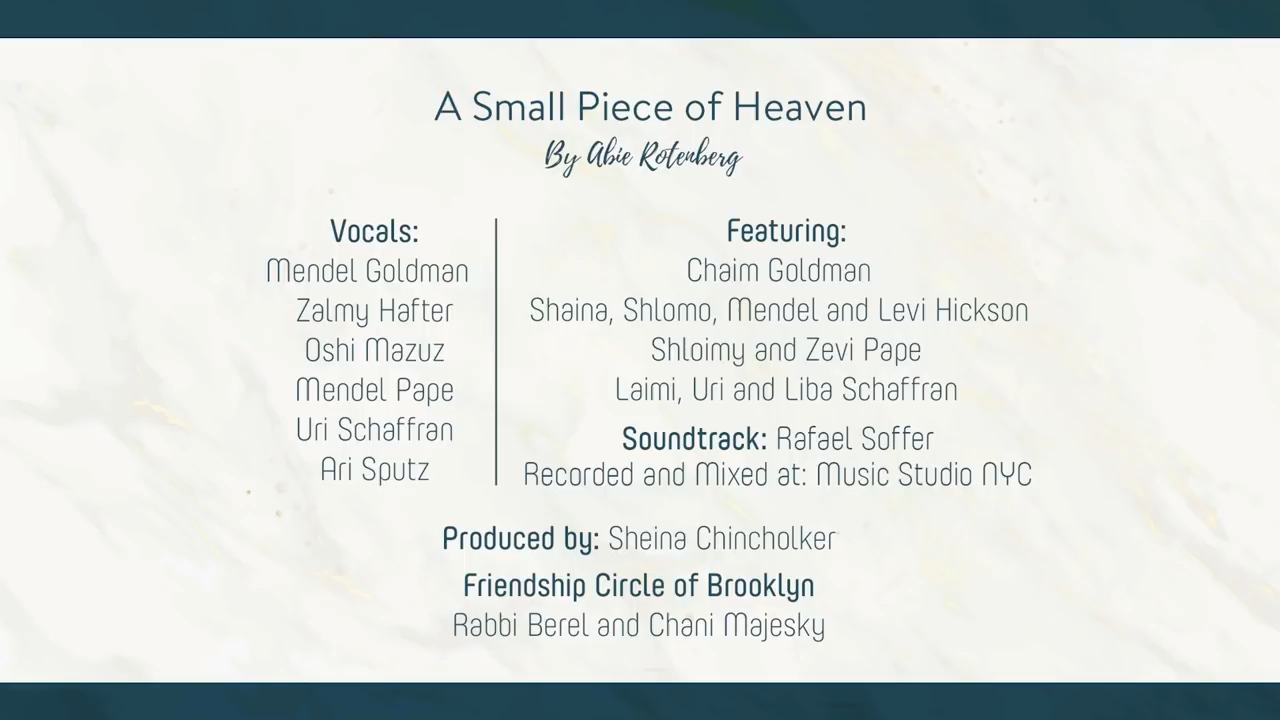 A Small Piece of Heaven
By Abie Rotenberg
Vocals:
Mendel Goldman
Zalmy Hafter
Oshi Mazuz
Mendel Pape
Uri Schaffran
Ari Sputz
Featuring:
Chaim Goldman
Shaina, Shlomo, Mendel and Levi Hickson
Shloimy and Zevi Pape
Laimi, Uri and Liba Schaffran
Soundtrack: Rafael Soffer
Recorded and Mixed at: Music Studio NYC
Produced by: Sheina Chincholker
Friendship Circle of Brooklyn
Rabbi Berel and Chani Majesky